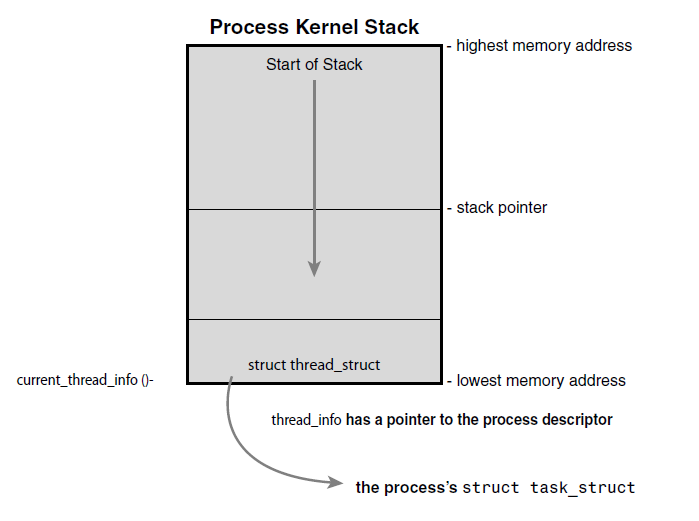 Process Kernel Stack
- highest memory address
Start of Stack
- stack pointer
struct thread_struct
current_thread_info ()-
- lowest memory address
thread_info has a pointer to the process descriptor
the process's struct task_struct